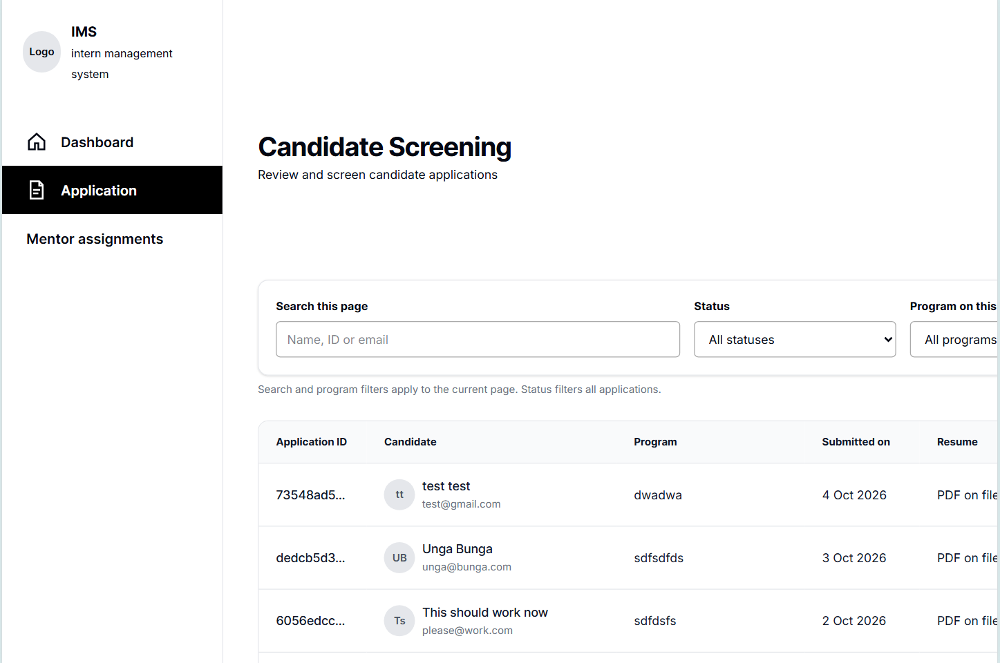 Logo
IMS
intern management
system
Dashboard
Application
Mentor assignments
Candidate Screening
Review and screen candidate applications
Search this page
Status
Program on this
Name, ID or email
All statuses
All programs
Search and program filters apply to the current page. Status filters all applications.
Application ID Candidate Program Submitted on Resume
73548ad5... tt test test dwadwa 4 Oct 2026 PDF on file
test@gmail.com
dedcb5d3... UB Unga Bunga sdfsdfds 3 Oct 2026 PDF on file
unga@bunga.com
6056edcc... Ts This should work now sdfdsfs 2 Oct 2026 PDF on file
please@work.com